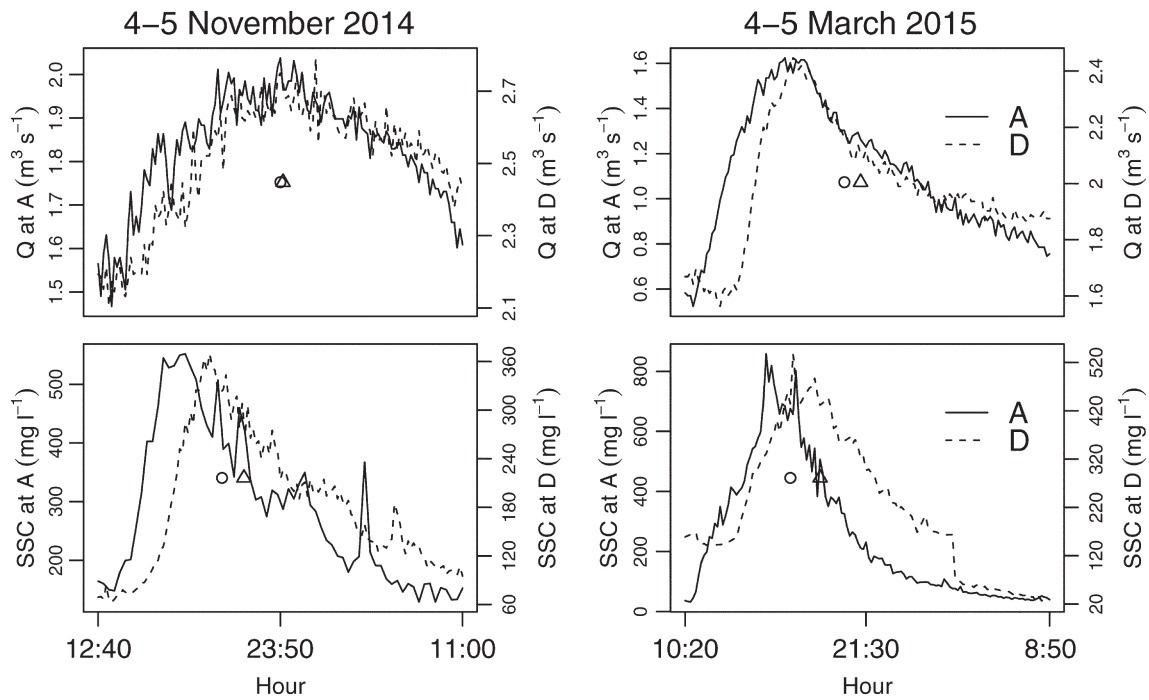 4−5 November 2014
4−5 March 2015
Q at A (m³ s⁻¹)
1.5 1.6 1.7 1.8 1.9 2.0
2.1 2.3 2.5 2.7
Q at D (m³ s⁻¹)
Q at A (m³ s⁻¹)
0.6 0.8 1.0 1.2 1.4 1.6
A
D
1.6 1.8 2 2.2 2.4
Q at D (m³ s⁻¹)
SSC at A (mg l⁻¹)
200 300 400 500
60 120 180 240 300 360
SSC at D (mg l⁻¹)
SSC at A (mg l⁻¹)
0 200 400 600 800
A
D
20 120 220 320 420 520
SSC at D (mg l⁻¹)
12:40 23:50 11:00
10:20 21:30 8:50
Hour
Hour